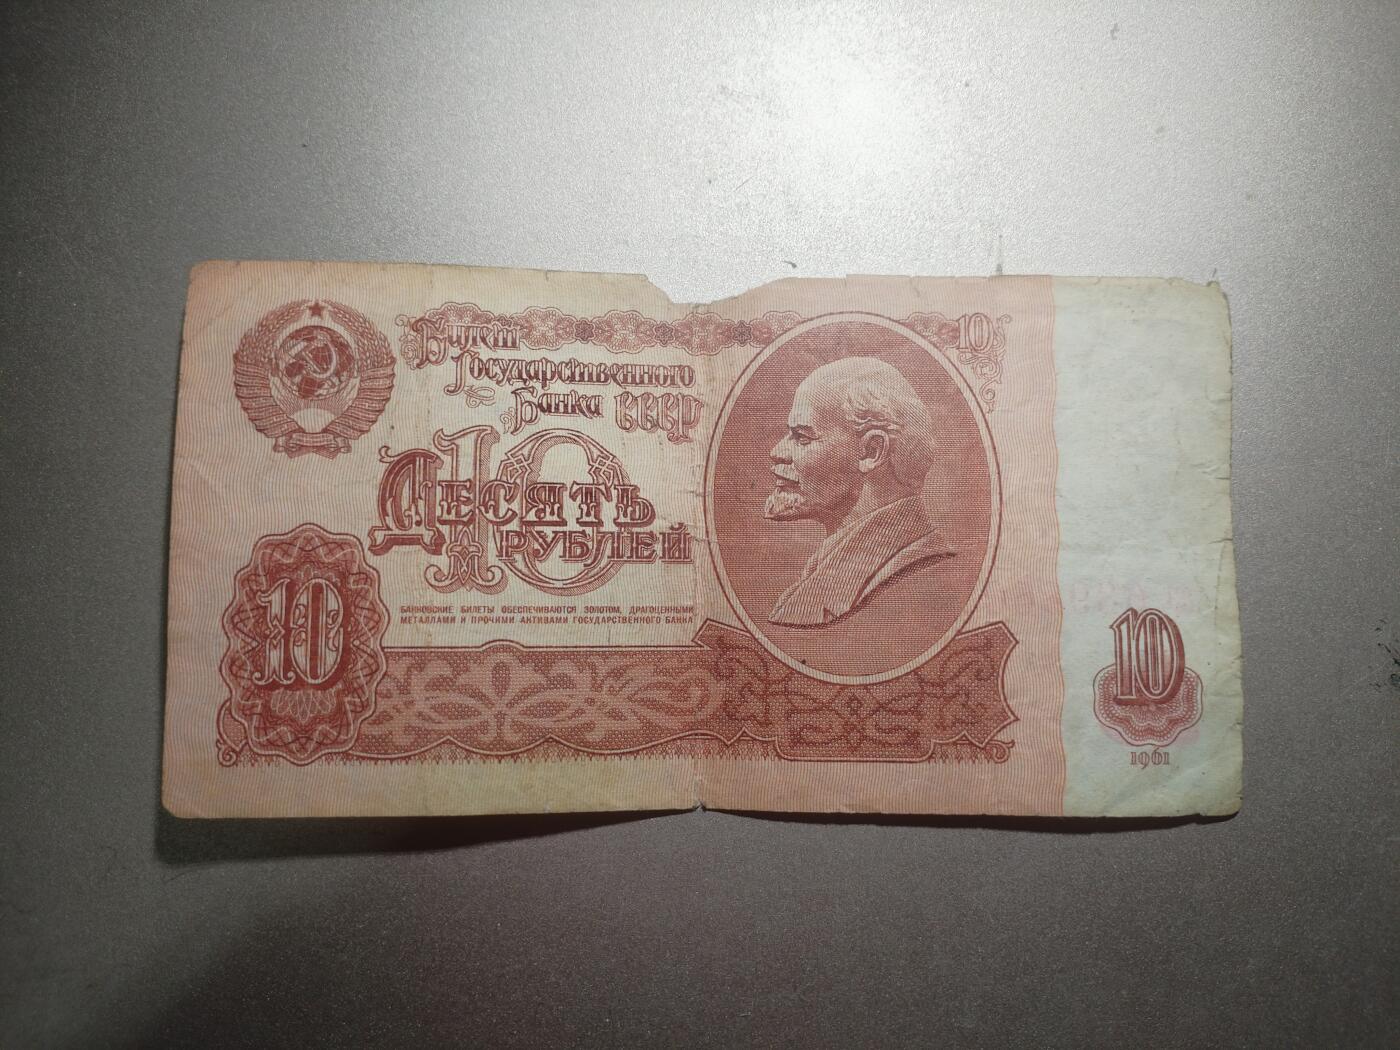 Билет
Государственного
Банка СССР
10
10
Десять
рублей
10
БАНКОВСКИЕ БИЛЕТЫ ОБЕСПЕЧИВАЮТСЯ ЗОЛОТОМ, ДРАГОЦЕННЫМИ
МЕТАЛЛАМИ И ПРОЧИМИ АКТИВАМИ ГОСУДАРСТВЕННОГО БАНКА
10
1961